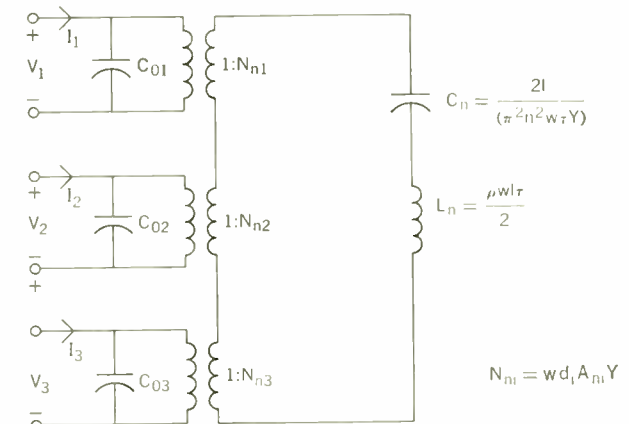 +
I₁
V₁
C₀₁
1:Nₙ₁
−
Cₙ = 2l / (π²n²wτY)
+
I₂
V₂
C₀₂
1:Nₙ₂
Lₙ = ρwlτ / 2
−
+
I₃
V₃
C₀₃
1:Nₙ₃
Nₙᵢ = wdᵢAₙᵢY
−